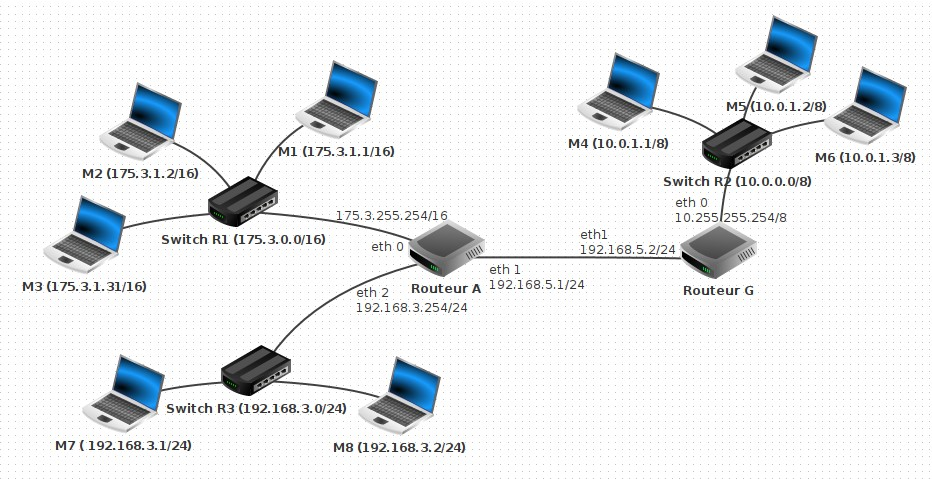 M5 (10.0.1.2/8)
M4 (10.0.1.1/8)
M1 (175.3.1.1/16)
M6 (10.0.1.3/8)
M2 (175.3.1.2/16)
Switch R2 (10.0.0.0/8)
eth 0
10.255.255.254/8
175.3.255.254/16
Switch R1 (175.3.0.0/16)
eth 0
eth1
192.168.5.2/24
eth 1
192.168.5.1/24
Routeur A
Routeur G
M3 (175.3.1.31/16)
eth 2
192.168.3.254/24
Switch R3 (192.168.3.0/24)
M7 ( 192.168.3.1/24)
M8 (192.168.3.2/24)